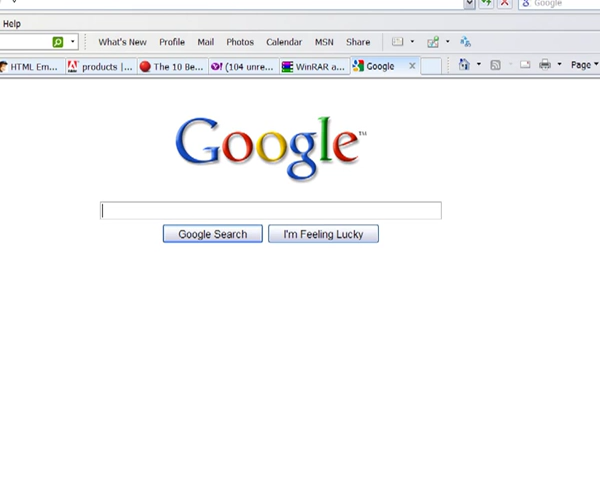 Google
Help
What's New Profile Mail Photos Calendar MSN Share
HTML Em... products |... The 10 Be... Y! (104 unre... WinRAR a... Google x Page
Google™
Google Search I'm Feeling Lucky